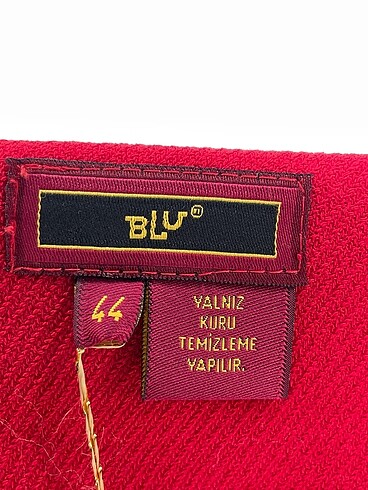 BLU
44
YALNIZ
KURU
TEMİZLEME
YAPILIR.